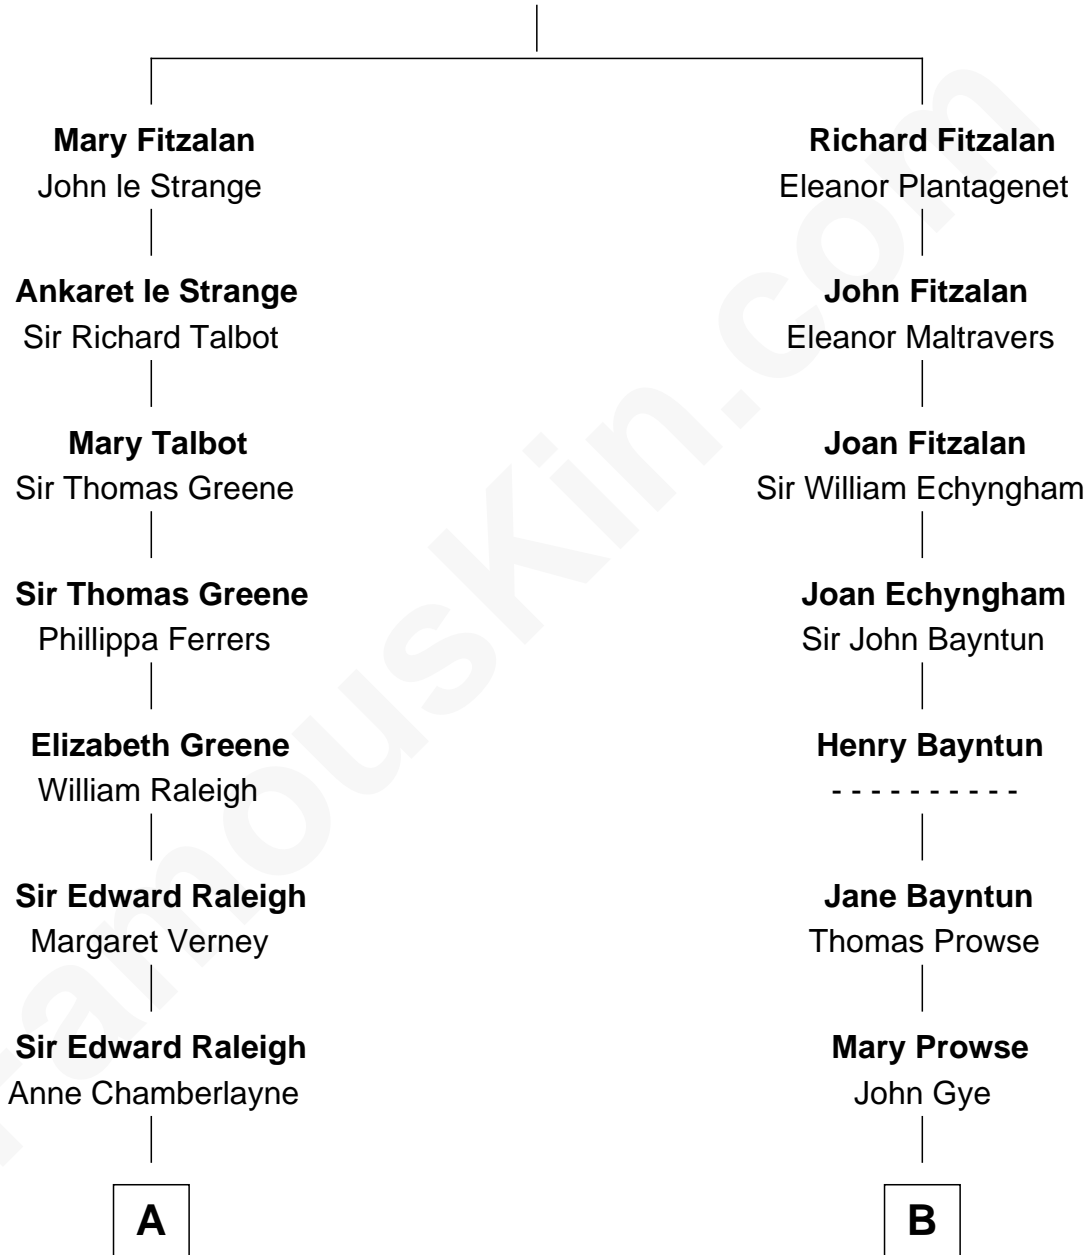 Mary Fitzalan
John le Strange
Ankaret le Strange
Sir Richard Talbot
Mary Talbot
Sir Thomas Greene
Sir Thomas Greene
Phillippa Ferrers
Elizabeth Greene
William Raleigh
Sir Edward Raleigh
Margaret Verney
Sir Edward Raleigh
Anne Chamberlayne
A
Richard Fitzalan
Eleanor Plantagenet
John Fitzalan
Eleanor Maltravers
Joan Fitzalan
Sir William Echyngham
Joan Echyngham
Sir John Bayntun
Henry Bayntun
- - - - - - - - - -
Jane Bayntun
Thomas Prowse
Mary Prowse
John Gye
B
FamousKin.com